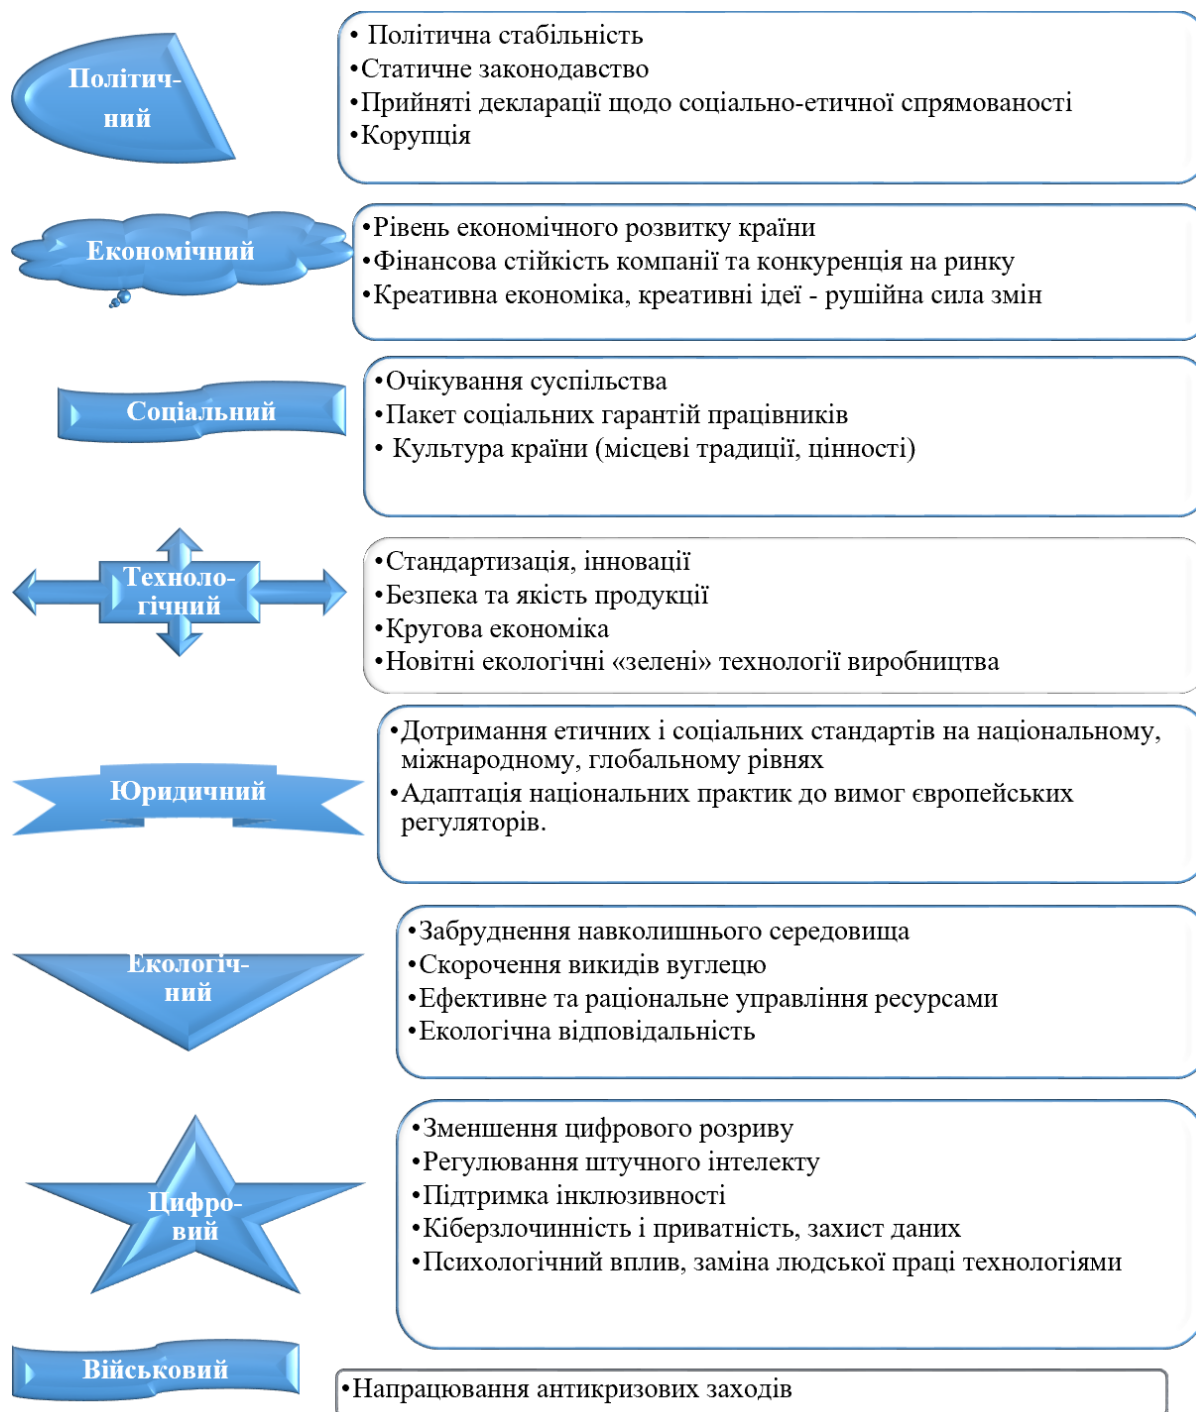 Політич-
ний
• Політична стабільність
•Статичне законодавство
•Прийняті декларації щодо соціально-етичної спрямованості
•Корупція
Економічний
•Рівень економічного розвитку країни
•Фінансова стійкість компанії та конкуренція на ринку
•Креативна економіка, креативні ідеї - рушійна сила змін
Соціальний
•Очікування суспільства
•Пакет соціальних гарантій працівників
• Культура країни (місцеві традиції, цінності)
Техноло-
гічний
•Стандартизація, інновації
•Безпека та якість продукції
•Кругова економіка
•Новітні екологічні «зелені» технології виробництва
Юридичний
•Дотримання етичних і соціальних стандартів на національному,
міжнародному, глобальному рівнях
•Адаптація національних практик до вимог європейських
регуляторів.
Екологіч-
ний
•Забруднення навколишнього середовища
•Скорочення викидів вуглецю
•Ефективне та раціональне управління ресурсами
•Екологічна відповідальність
Цифро-
вий
•Зменшення цифрового розриву
•Регулювання штучного інтелекту
•Підтримка інклюзивності
•Кіберзлочинність і приватність, захист даних
•Психологічний вплив, заміна людської праці технологіями
Військовий
•Напрацювання антикризових заходів